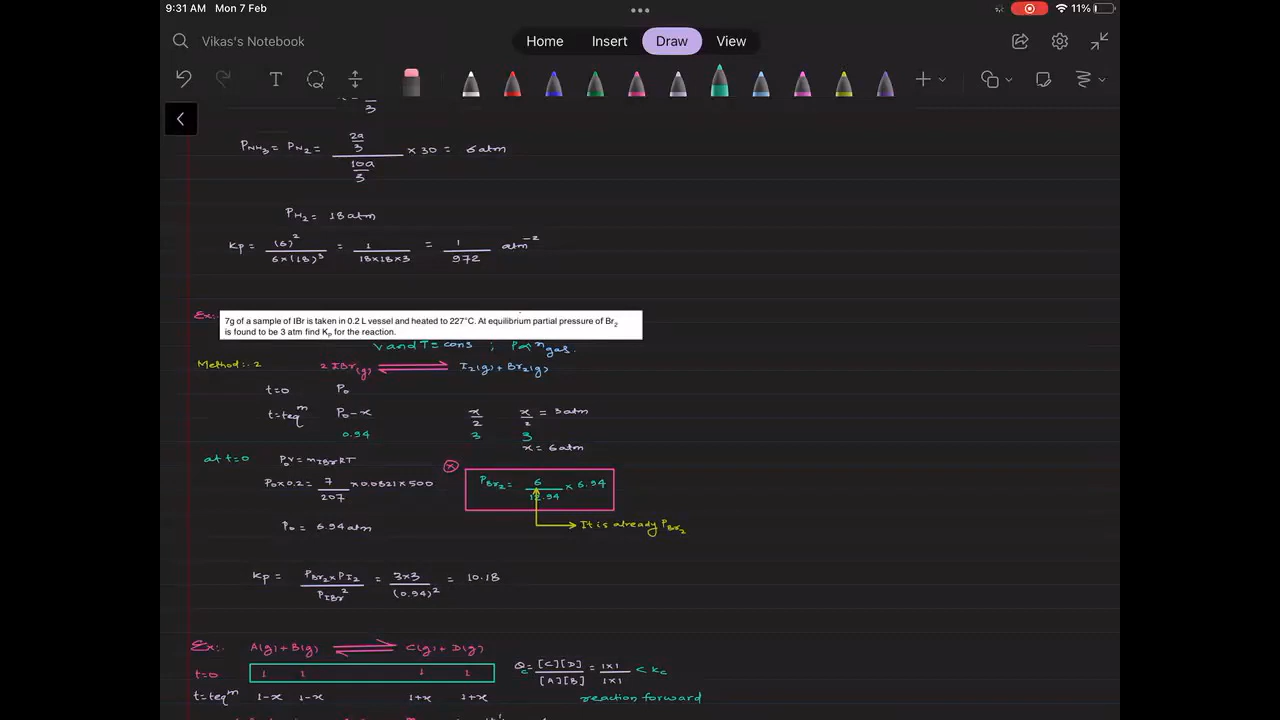 9:31 AM Mon 7 Feb
11%
Vikas's Notebook
Home Insert Draw View
3
P_NH3 = P_N2 = (2a/3)/(10a/3) × 30 = 6 atm
P_H2 = 18 atm
Kp = (6)²/(6×(18)³) = 1/(18×18×3) = 1/972 atm⁻²
Ex:-
7g of a sample of IBr is taken in 0.2 L vessel and heated to 227°C. At equilibrium partial pressure of Br₂
is found to be 3 atm find Kₚ for the reaction.
V and T = cons ; P ∝ n gas.
Method:-2 2 IBr(g) ⇌ I₂(g) + Br₂(g)
t=0 P₀
t=teqᵐ P₀-x x/2 x/2 = 3atm
0.94 3 3
x = 6atm
at t=0 P₀V = n_IBr RT
P₀×0.2 = 7/207 × 0.0821 × 500
P_Br2 = 6/12.94 × 6.94
It is already P_Br2
P₀ = 6.94 atm
Kp = P_Br2 × P_I2 / P_IBr² = 3×3/(0.94)² = 10.18
Ex:- A(g) + B(g) ⇌ C(g) + D(g)
t=0 1 1 1 1
Qc = [C][D]/[A][B] = 1×1/1×1 < Kc
t=teqᵐ 1-x 1-x 1+x 1+x reaction forward